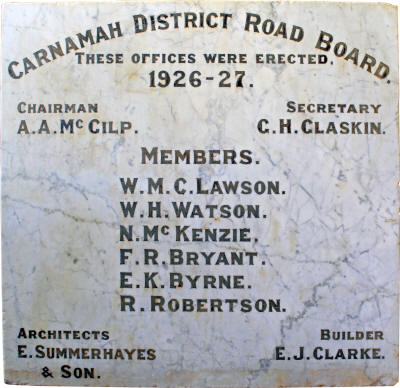 CARNAMAH DISTRICT ROAD BOARD.
THESE OFFICES WERE ERECTED.
1926-27.
CHAIRMAN
A.A.McGILP.
SECRETARY
C.H.CLASKIN.
MEMBERS.
W.M.C.LAWSON.
W.H.WATSON.
N.McKENZIE.
F.R.BRYANT.
E.K.BYRNE.
R.ROBERTSON.
ARCHITECTS
E.SUMMERHAYES
& SON.
BUILDER
E.J.CLARKE.